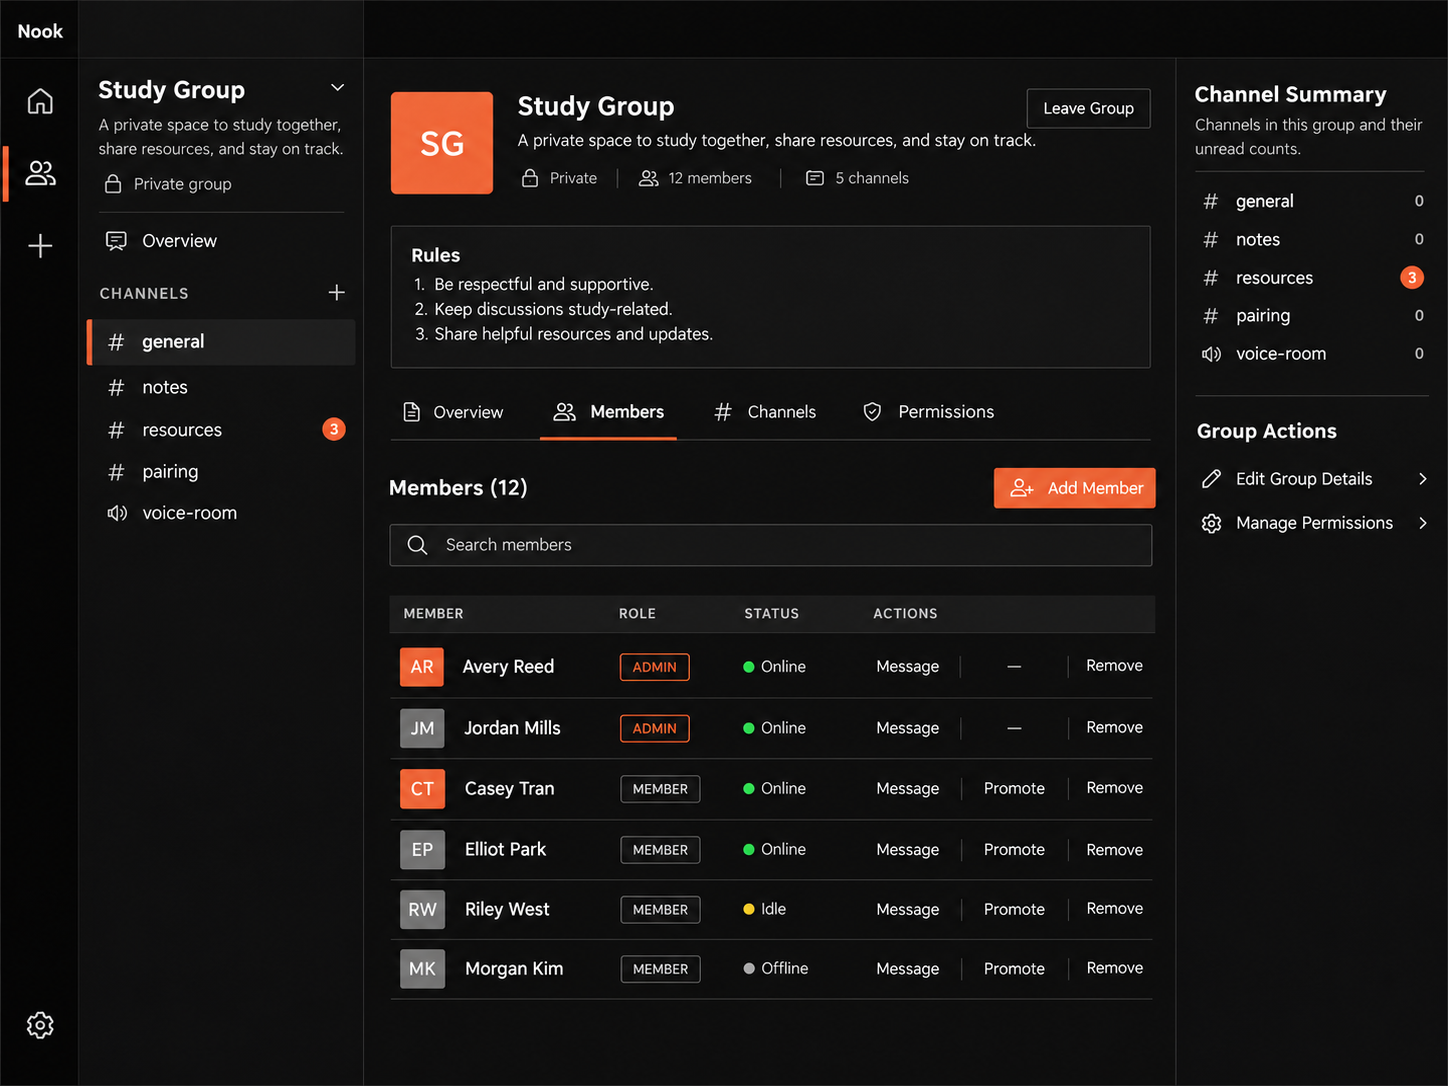 Nook
Study Group
A private space to study together,
share resources, and stay on track.
Private group
Overview
CHANNELS
general
notes
resources 3
pairing
voice-room
SG
Study Group
Leave Group
A private space to study together, share resources, and stay on track.
Private 12 members 5 channels
Rules
1. Be respectful and supportive.
2. Keep discussions study-related.
3. Share helpful resources and updates.
Overview Members # Channels Permissions
Members (12)
Add Member
Search members
MEMBER ROLE STATUS ACTIONS
AR Avery Reed ADMIN Online Message — Remove
JM Jordan Mills ADMIN Online Message — Remove
CT Casey Tran MEMBER Online Message Promote Remove
EP Elliot Park MEMBER Online Message Promote Remove
RW Riley West MEMBER Idle Message Promote Remove
MK Morgan Kim MEMBER Offline Message Promote Remove
Channel Summary
Channels in this group and their
unread counts.
# general 0
# notes 0
# resources 3
# pairing 0
voice-room 0
Group Actions
Edit Group Details
Manage Permissions